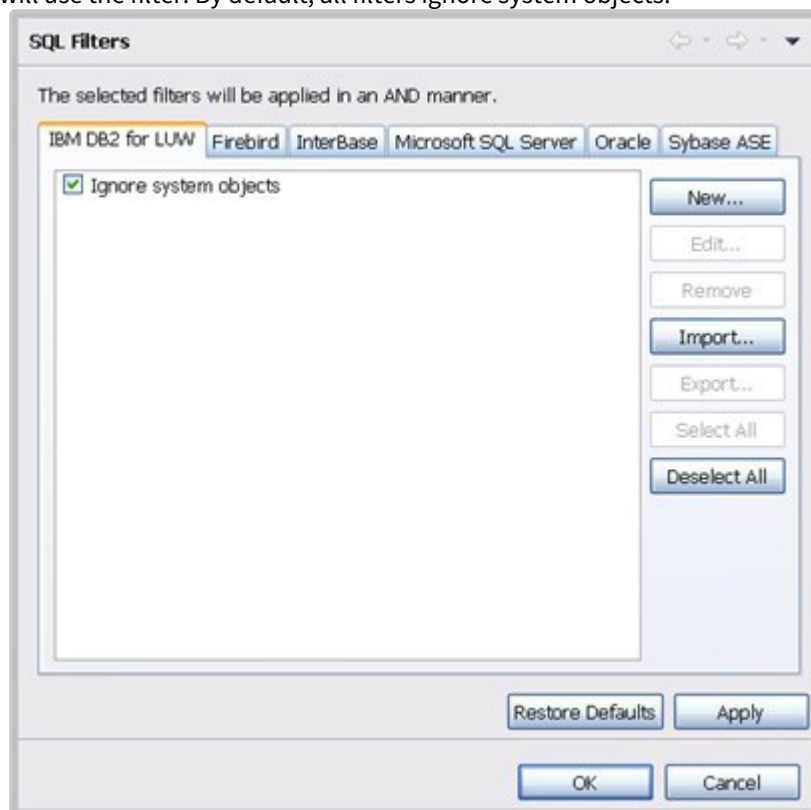 will use the filter. By default, all filters ignore system objects.
SQL Filters
The selected filters will be applied in an AND manner.
IBM DB2 for LUW Firebird InterBase Microsoft SQL Server Oracle Sybase ASE
Ignore system objects
New...
Edit...
Remove
Import...
Export...
Select All
Deselect All
Restore Defaults Apply
OK Cancel